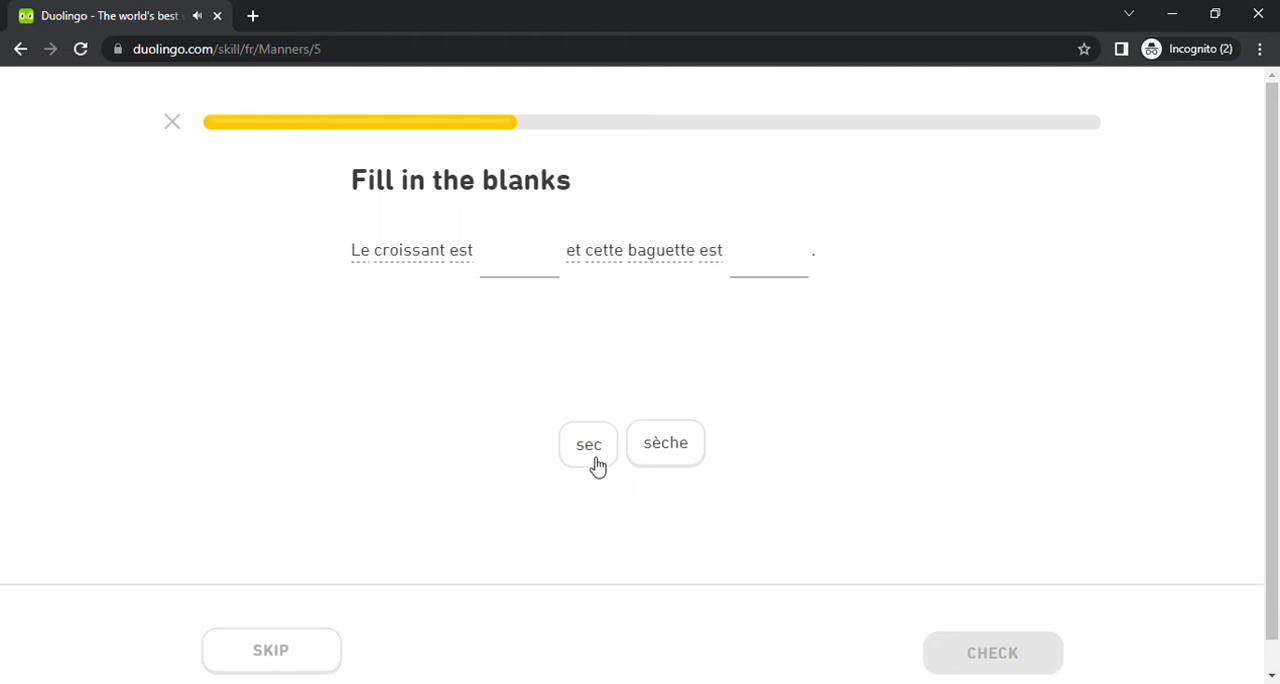 Duolingo - The world's best
duolingo.com/skill/fr/Manners/5
Incognito (2)
Fill in the blanks
Le croissant est et cette baguette est .
sec sèche
SKIP CHECK